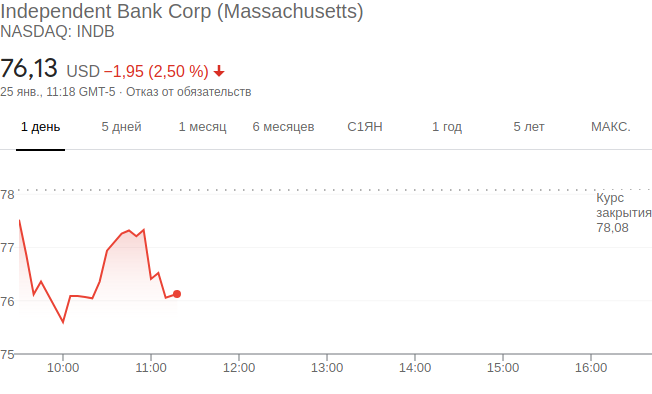 Independent Bank Corp (Massachusetts)
NASDAQ: INDB
76,13 USD −1,95 (2,50 %)
25 янв., 11:18 GMT-5 · Отказ от обязательств
1 день 5 дней 1 месяц 6 месяцев С1ЯН 1 год 5 лет МАКС.
78
Курс
закрытия
78,08
77
76
75
10:00 11:00 12:00 13:00 14:00 15:00 16:00